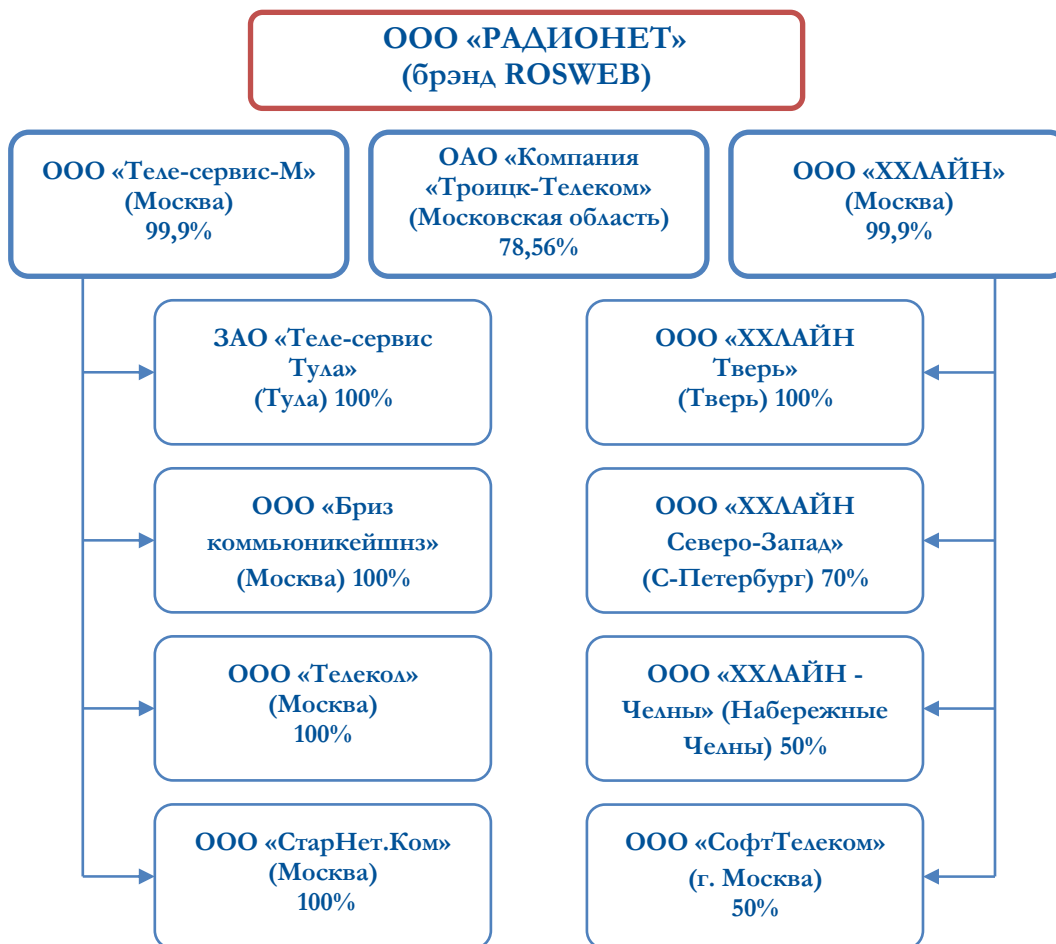 ООО «РАДИОНЕТ»
(брэнд ROSWEB)
ООО «Теле-сервис-М»
(Москва)
99,9%
ОАО «Компания
«Троицк-Телеком»
(Московская область)
78,56%
ООО «ХХЛАЙН»
(Москва)
99,9%
ЗАО «Теле-сервис
Тула»
(Тула) 100%
ООО «Бриз
коммьюникейшнз»
(Москва) 100%
ООО «Телекол»
(Москва)
100%
ООО «СтарНет.Ком»
(Москва)
100%
ООО «ХХЛАЙН
Тверь»
(Тверь) 100%
ООО «ХХЛАЙН
Северо-Запад»
(С-Петербург) 70%
ООО «ХХЛАЙН -
Челны» (Набережные
Челны) 50%
ООО «СофтТелеком»
(г. Москва)
50%